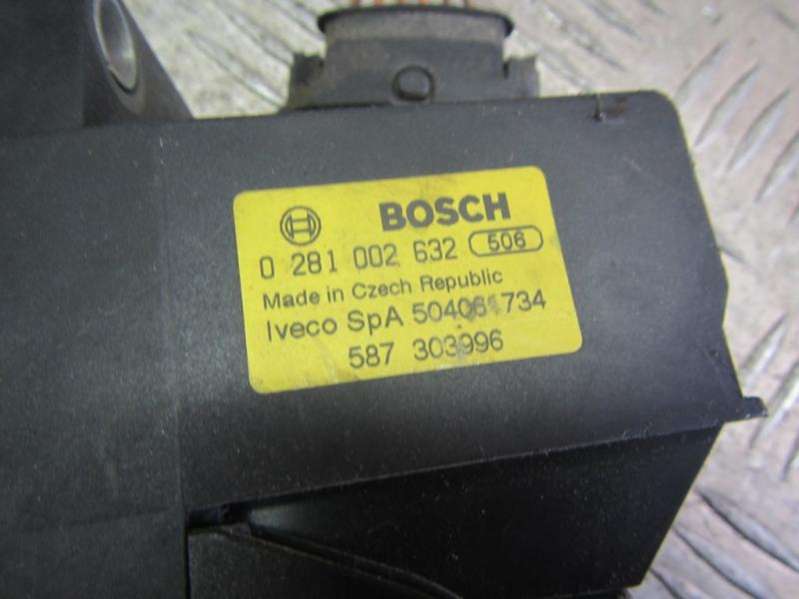 BOSCH
0 281 002 632 506
Made in Czech Republic
Iveco SpA 504061734
587 303996